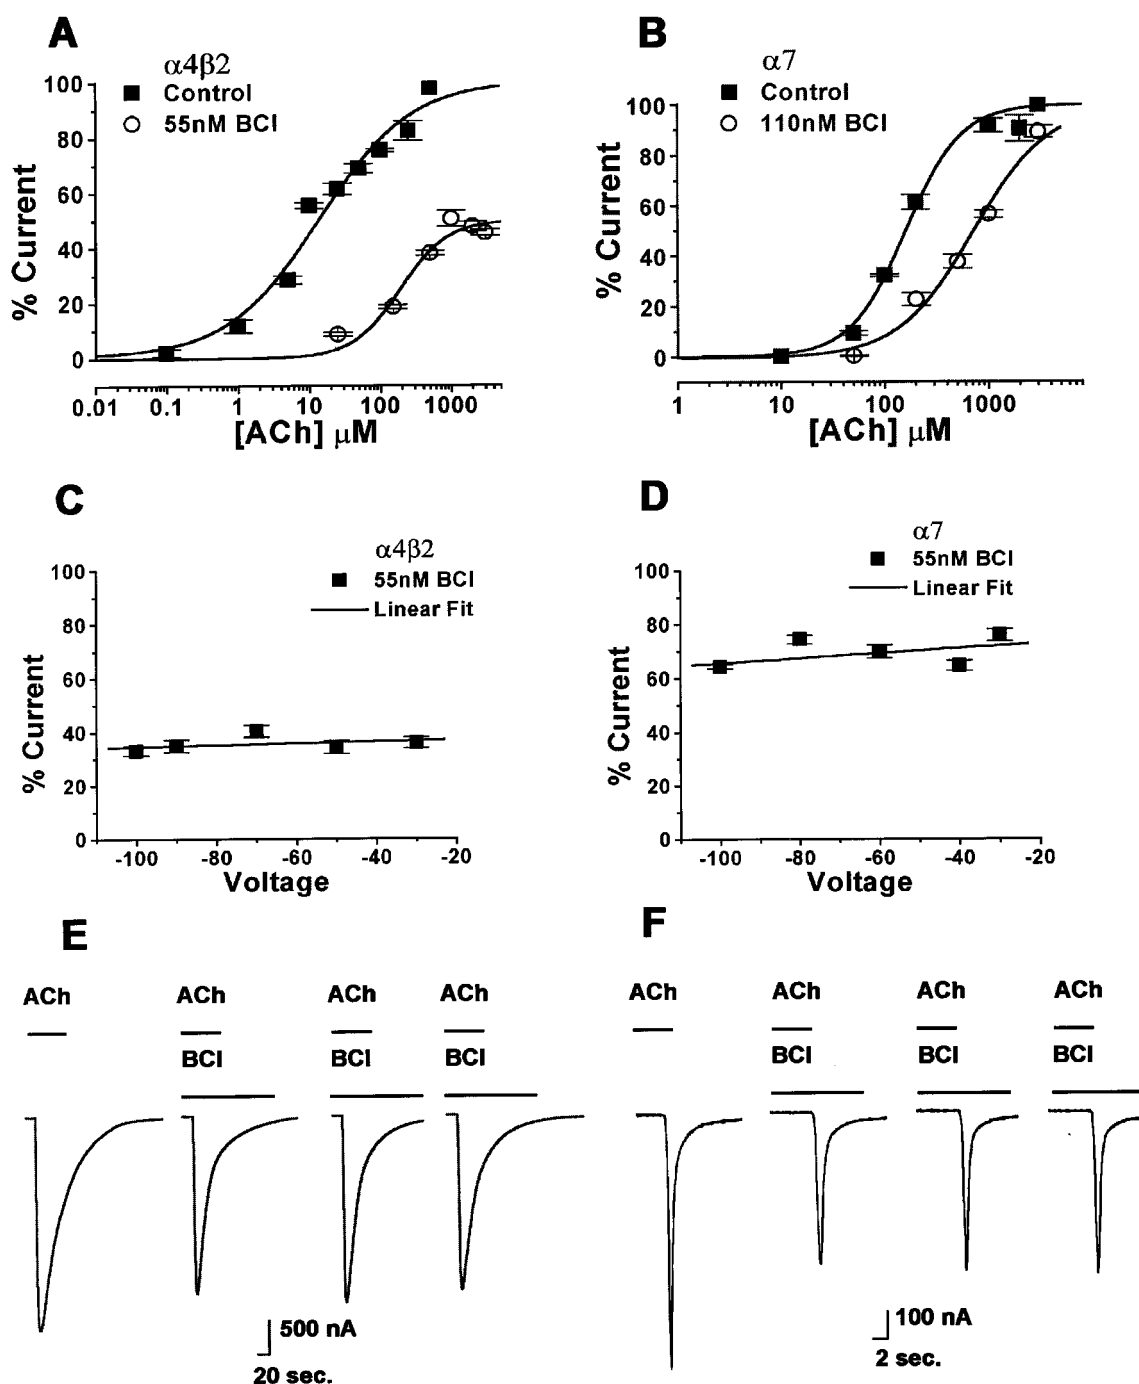 A
α4β2
Control
55nM BCI
100
80
60
40
20
0
% Current
0.01 0.1 1 10 100 1000
[ACh] μM
B
α7
Control
110nM BCI
100
80
60
40
20
0
% Current
1 10 100 1000
[ACh] μM
C
α4β2
55nM BCI
Linear Fit
100
80
60
40
20
0
% Current
-100 -80 -60 -40 -20
Voltage
D
α7
55nM BCI
Linear Fit
100
80
60
40
20
0
% Current
-100 -80 -60 -40 -20
Voltage
E
ACh ACh ACh ACh
BCI BCI BCI
500 nA
20 sec.
F
ACh ACh ACh ACh
BCI BCI BCI
100 nA
2 sec.